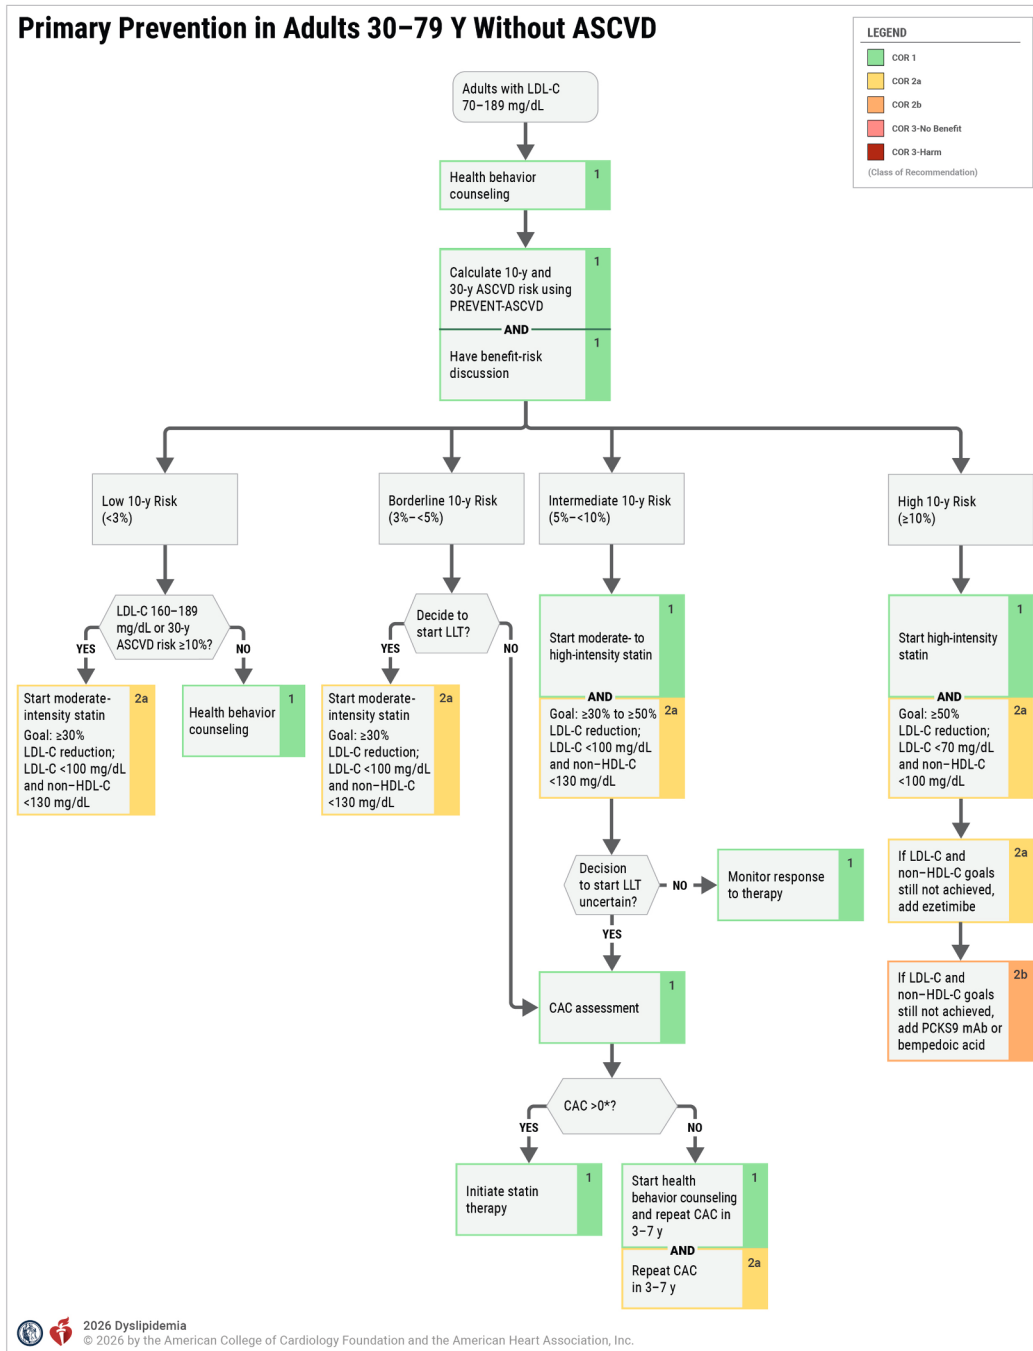 Primary Prevention in Adults 30–79 Y Without ASCVD
LEGEND
COR 1
COR 2a
COR 2b
COR 3-No Benefit
COR 3-Harm
(Class of Recommendation)
Adults with LDL-C
70–189 mg/dL
Health behavior
counseling
1
Calculate 10-y and
30-y ASCVD risk using
PREVENT-ASCVD
1
AND
Have benefit-risk
discussion
1
Low 10-y Risk
(<3%)
Borderline 10-y Risk
(3%–<5%)
Intermediate 10-y Risk
(5%–<10%)
High 10-y Risk
(≥10%)
LDL-C 160–189
mg/dL or 30-y
ASCVD risk ≥10%?
YES
NO
Start moderate-
intensity statin
Goal: ≥30%
LDL-C reduction;
LDL-C <100 mg/dL
and non–HDL-C
<130 mg/dL
2a
Health behavior
counseling
1
Decide to
start LLT?
YES
NO
Start moderate-
intensity statin
Goal: ≥30%
LDL-C reduction;
LDL-C <100 mg/dL
and non–HDL-C
<130 mg/dL
2a
Start moderate- to
high-intensity statin
1
AND
Goal: ≥30% to ≥50%
LDL-C reduction;
LDL-C <100 mg/dL
and non–HDL-C
<130 mg/dL
2a
Decision
to start LLT
uncertain?
NO
Monitor response
to therapy
1
YES
CAC assessment
1
CAC >0*?
YES
NO
Initiate statin
therapy
1
Start health
behavior counseling
and repeat CAC in
3–7 y
1
AND
Repeat CAC
in 3–7 y
2a
Start high-intensity
statin
1
AND
Goal: ≥50%
LDL-C reduction;
LDL-C <70 mg/dL
and non–HDL-C
<100 mg/dL
2a
If LDL-C and
non–HDL-C goals
still not achieved,
add ezetimibe
2a
If LDL-C and
non–HDL-C goals
still not achieved,
add PCKS9 mAb or
bempedoic acid
2b
2026 Dyslipidemia
© 2026 by the American College of Cardiology Foundation and the American Heart Association, Inc.